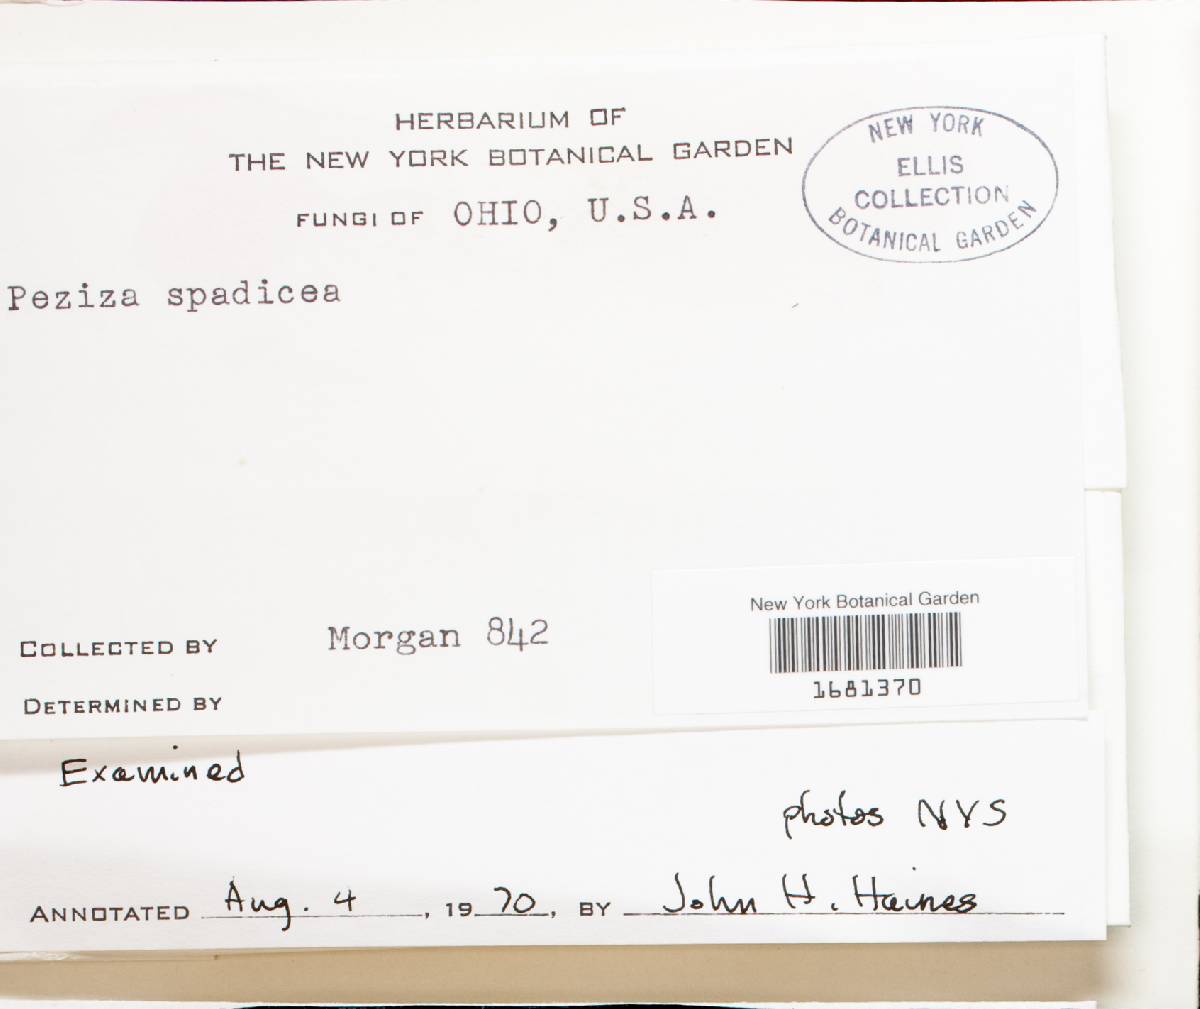 HERBARIUM OF
THE NEW YORK BOTANICAL GARDEN
FUNGI OF OHIO, U.S.A.
NEW YORK
ELLIS
COLLECTION
BOTANICAL GARDEN
Peziza spadicea
COLLECTED BY Morgan 842
DETERMINED BY
New York Botanical Garden
1681370
Examined
photos NYS
ANNOTATED Aug. 4, 1970, BY John H. Haines